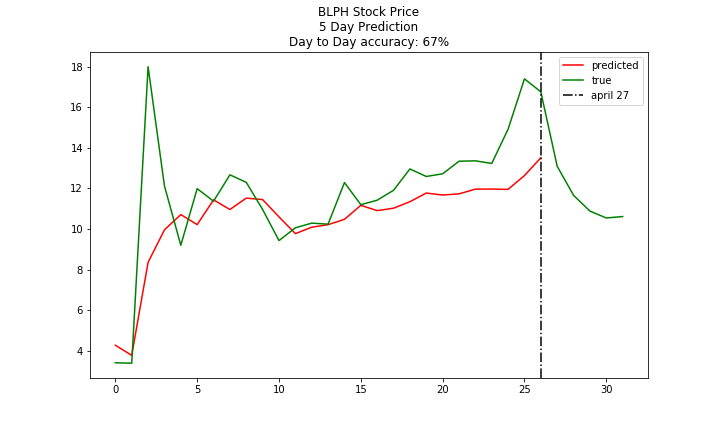 BLPH Stock Price
5 Day Prediction
Day to Day accuracy: 67%
predicted
true
april 27
18
16
14
12
10
8
6
4
0 5 10 15 20 25 30